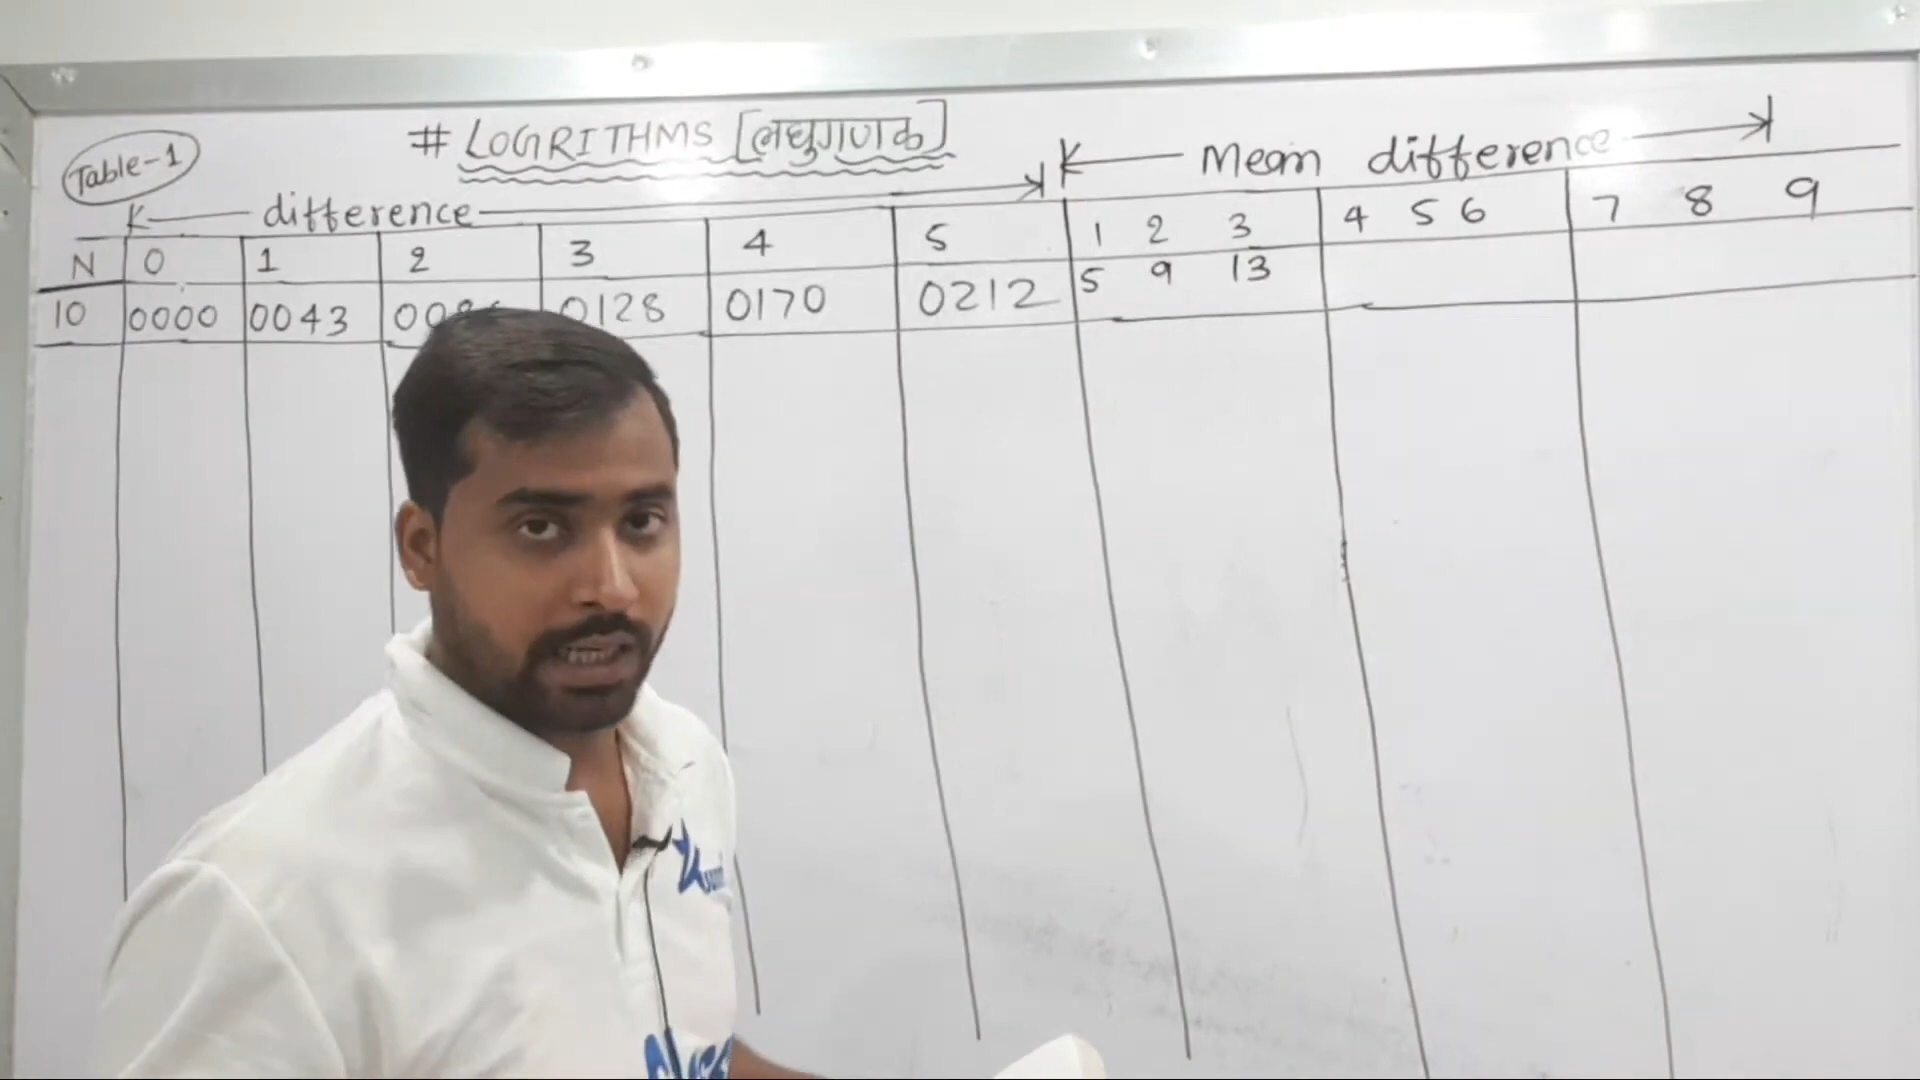 # LOGRITHMS [लघुगणक]
Table-1
difference
Mean difference
N 0 1 2 3 4 5 1 2 3 4 5 6 7 8 9
10 0000 0043 0128 0170 0212 5 9 13